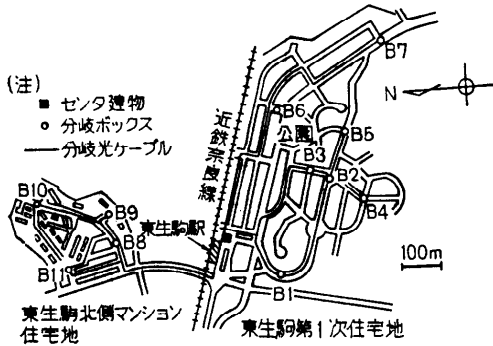 (注)
■ センタ建物
○ 分岐ボックス
── 分岐光ケーブル
近鉄奈良線
N
B7
B6
公園
B5
B3
B2
B4
B10
B9
B8
B11
東生駒駅
B1
100m
東生駒北側マンション
住宅地
東生駒第1次住宅地